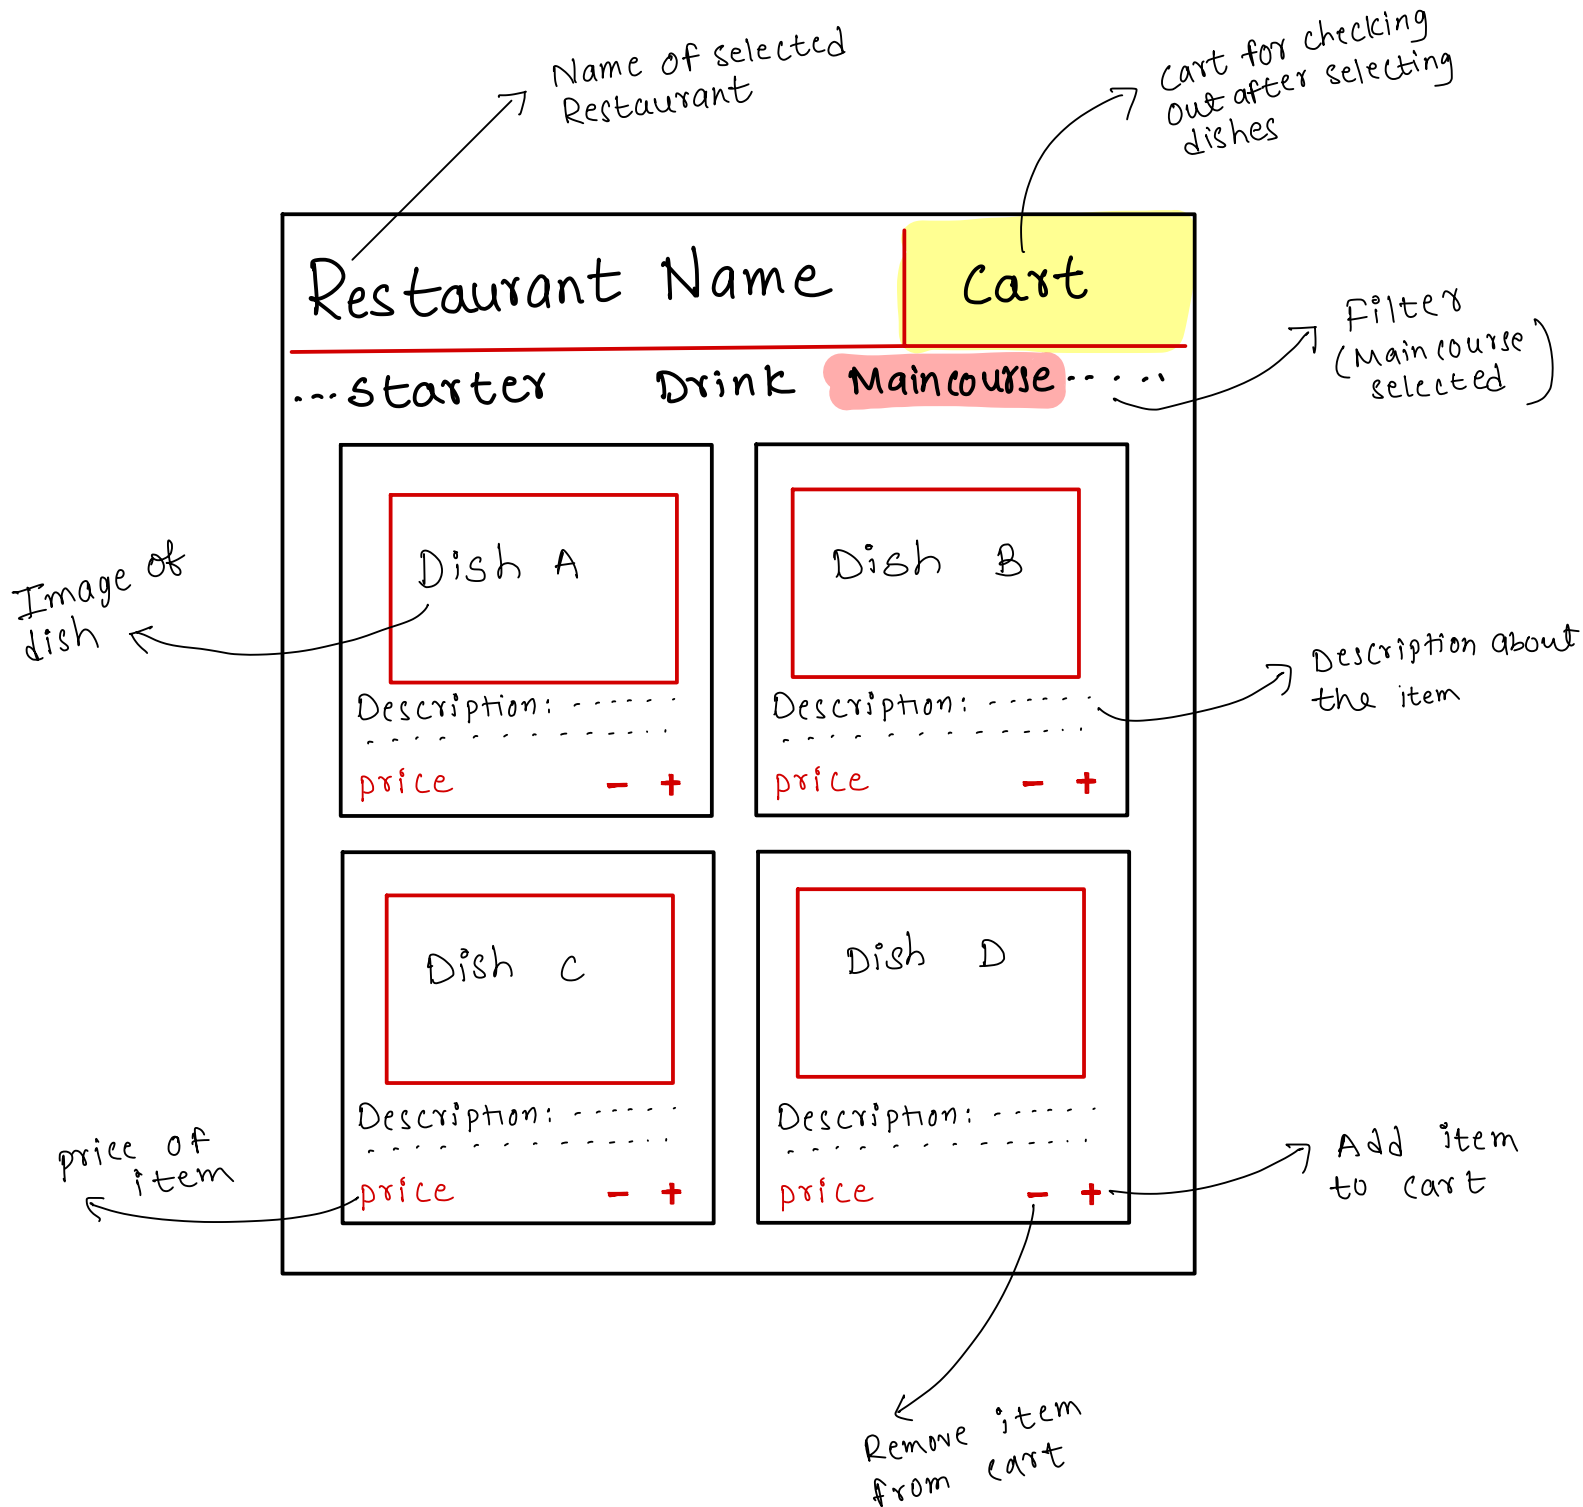 Name of selected
Restaurant
Cart for checking
out after selecting
dishes
Restaurant Name
Cart
Filter
(Maincourse
selected)
...starter Drink Maincourse.....
Dish A
Dish B
Image of
dish
Description: ......
Description: ......
Description about
the item
price - +
price - +
Dish C
Dish D
Description: ......
Description: ......
price of
item
price - +
price - +
Add item
to cart
Remove item
from cart